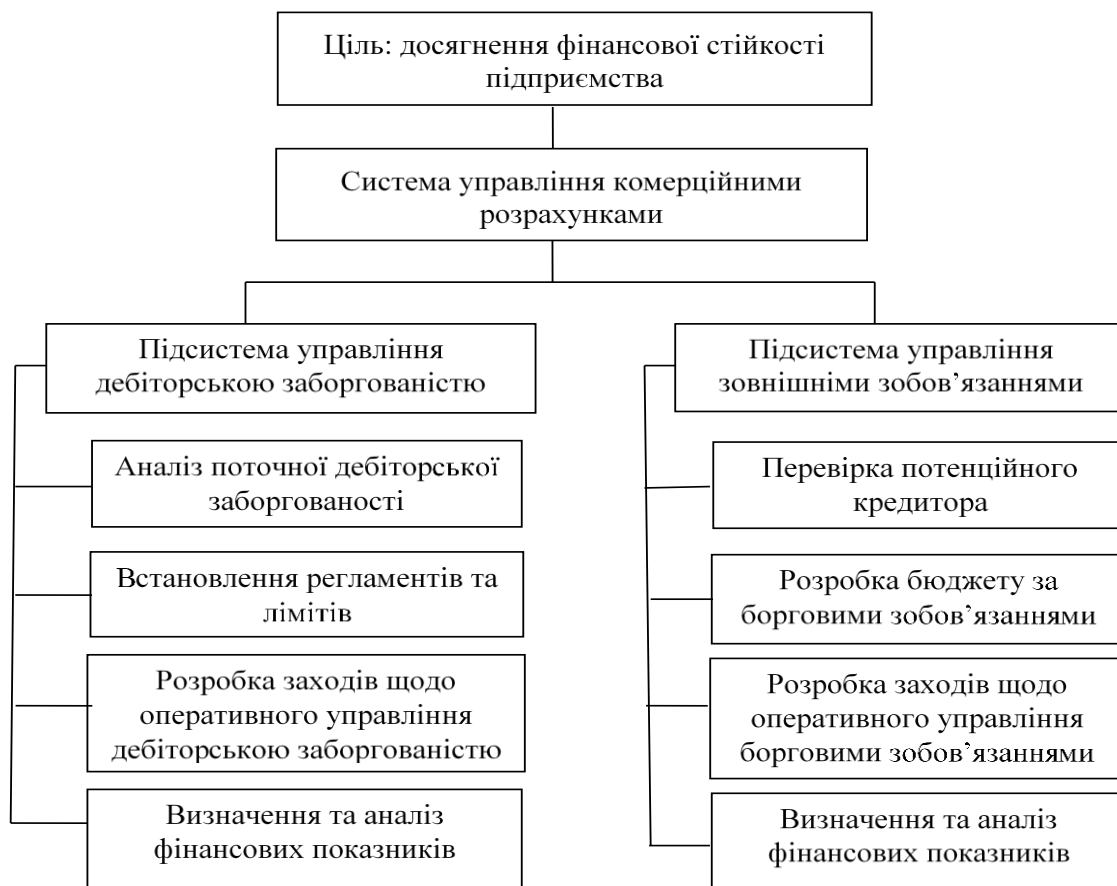 Ціль: досягнення фінансової стійкості
підприємства
Система управління комерційними
розрахунками
Підсистема управління
дебіторською заборгованістю
Аналіз поточної дебіторської
заборгованості
Встановлення регламентів та
лімітів
Розробка заходів щодо
оперативного управління
дебіторською заборгованістю
Визначення та аналіз
фінансових показників
Підсистема управління
зовнішніми зобов’язаннями
Перевірка потенційного
кредитора
Розробка бюджету за
борговими зобов’язаннями
Розробка заходів щодо
оперативного управління
борговими зобов’язаннями
Визначення та аналіз
фінансових показників